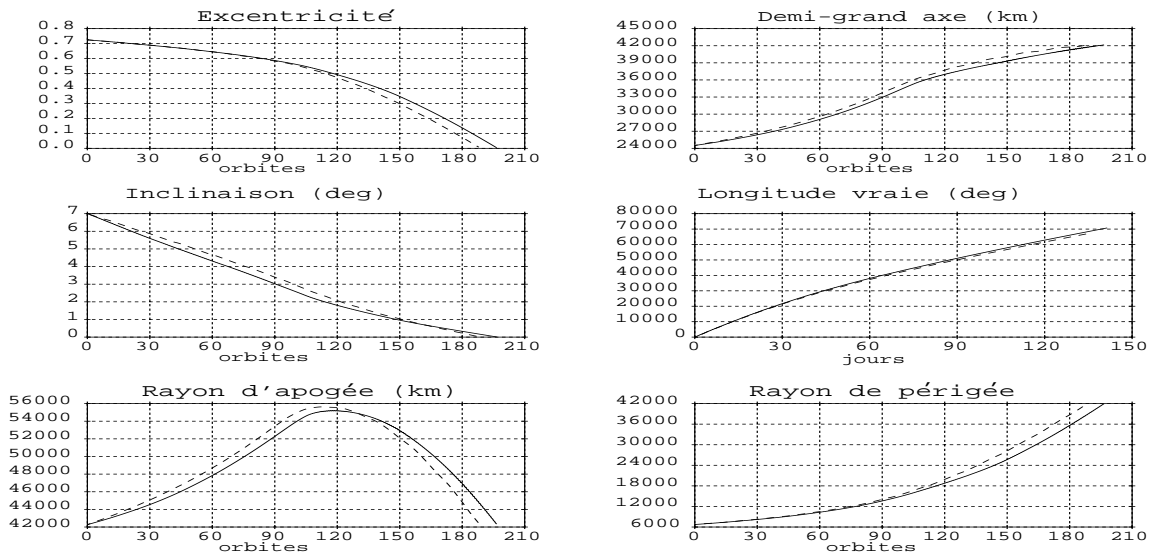 Excentricité
0.8
0.7
0.6
0.5
0.4
0.3
0.2
0.1
0.0
0 30 60 90 120 150 180 210
orbites
Demi-grand axe (km)
45000
42000
39000
36000
33000
30000
27000
24000
0 30 60 90 120 150 180 210
orbites
Inclinaison (deg)
7
6
5
4
3
2
1
0
0 30 60 90 120 150 180 210
orbites
Longitude vraie (deg)
80000
70000
60000
50000
40000
30000
20000
10000
0
0 30 60 90 120 150
jours
Rayon d'apogée (km)
56000
54000
52000
50000
48000
46000
44000
42000
0 30 60 90 120 150 180 210
orbites
Rayon de périgée
42000
36000
30000
24000
18000
12000
6000
0 30 60 90 120 150 180 210
orbites